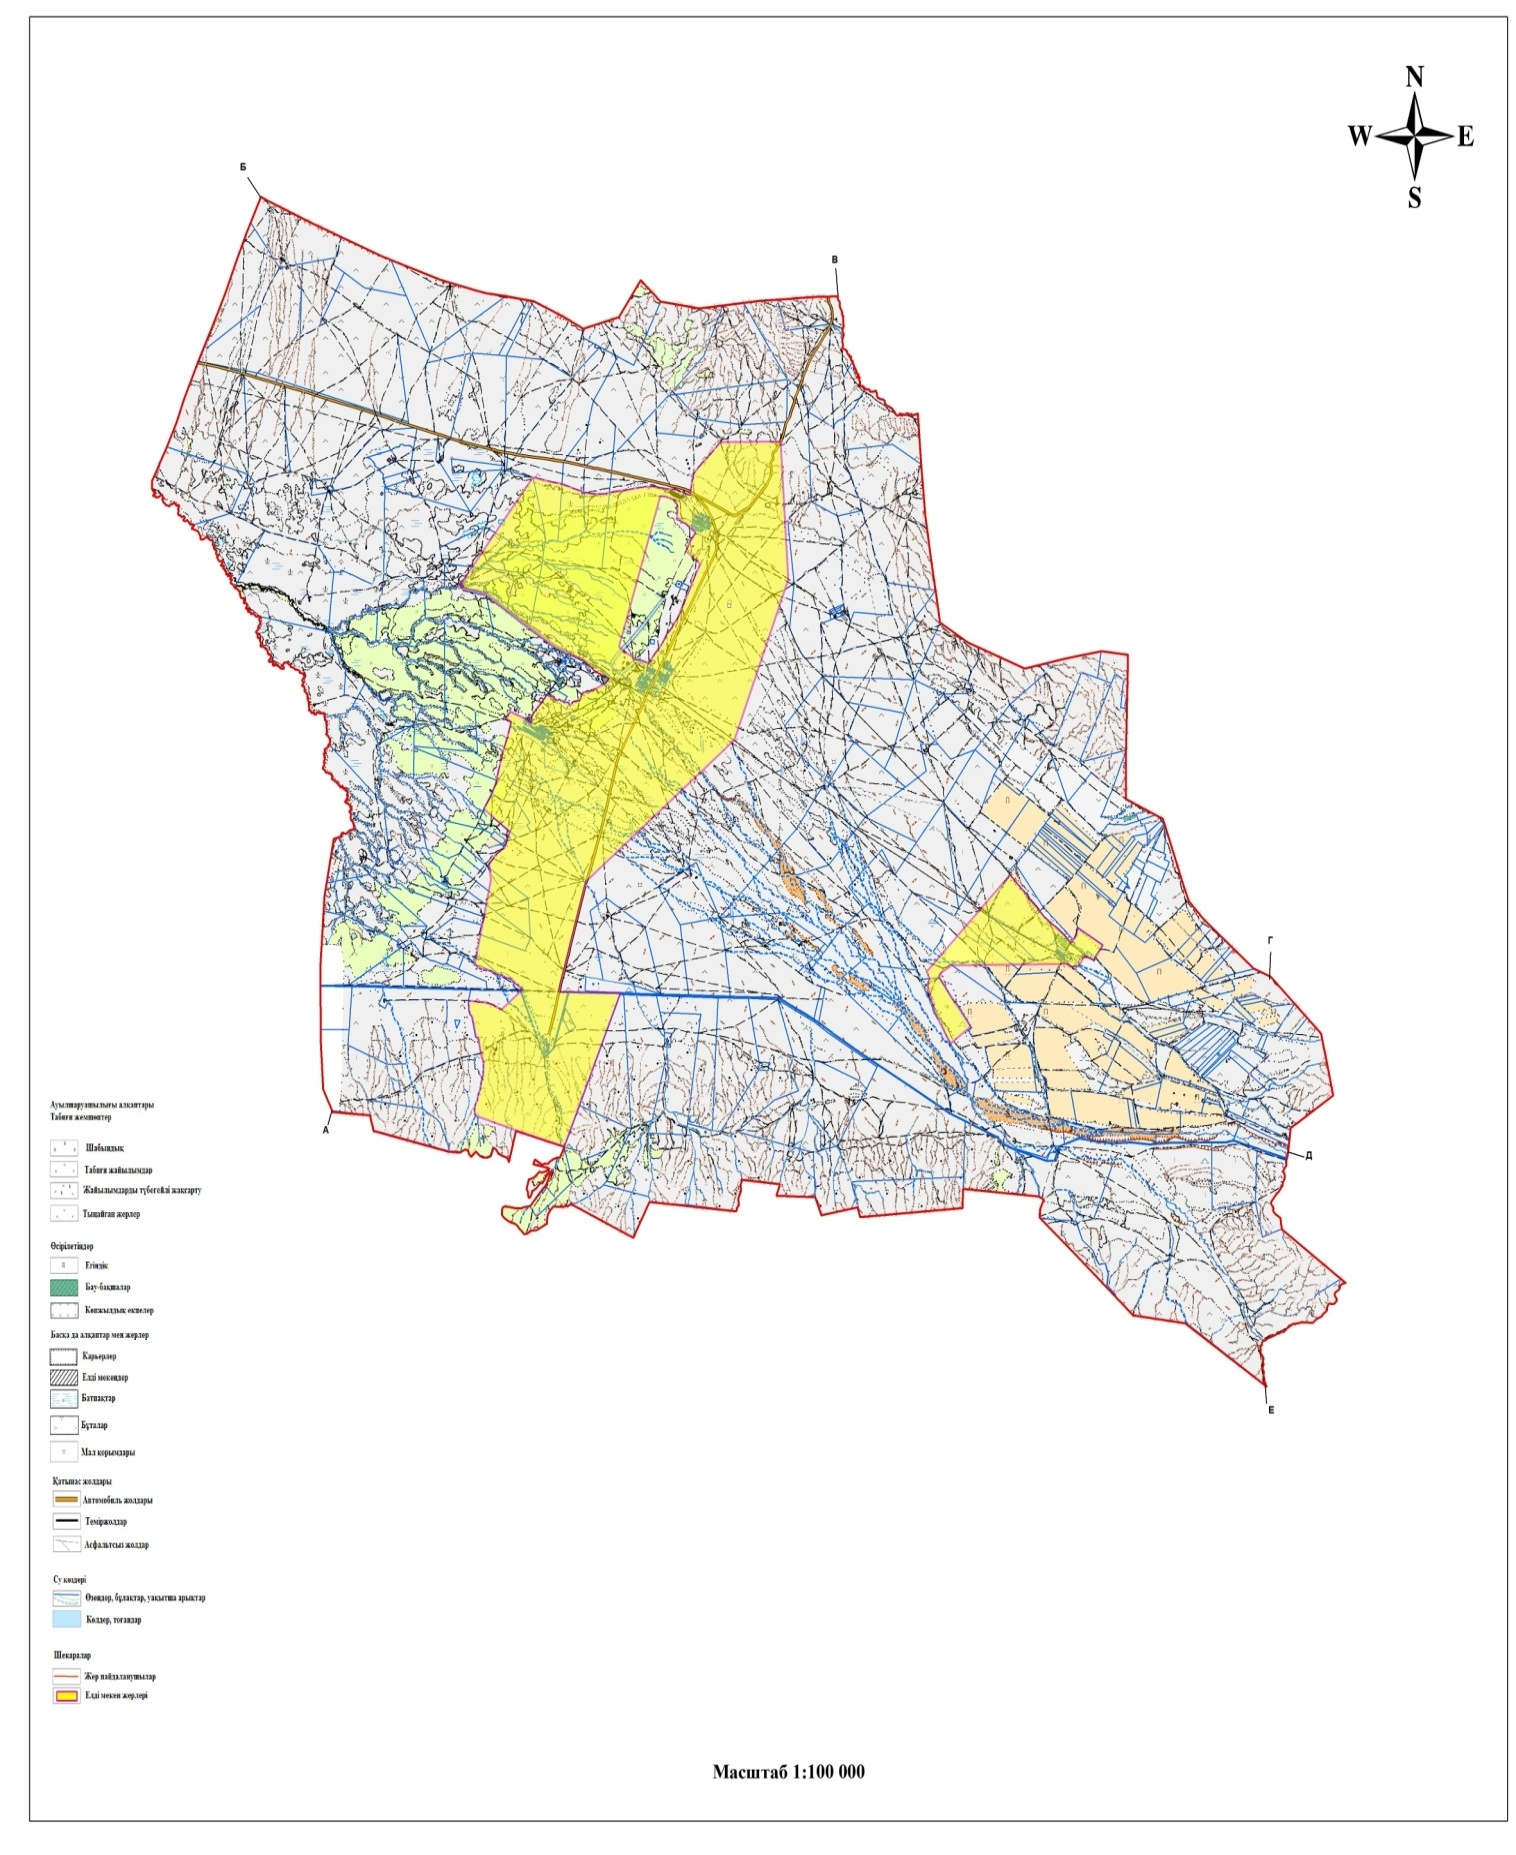 N
W E
S
Б
В
Г
А
Д
Е
Ауылшаруашылығы алқаптары
Табиғи жемшөптер
Шабындық
Табиғи жайылымдар
Жайылымдарды түбегейлі жақсарту
Тыңайған жерлер
Өсірілетіндер
Егіндік
Бау-бақшалар
Көпжылдық екпелер
Басқа да алқаптар мен жерлер
Карьерлер
Елді мекендер
Батпақтар
Бұталар
Мал қорымдары
Қатынас жолдары
Автомобиль жолдары
Теміржолдар
Асфальтсыз жолдар
Су көздері
Өзендер, бұлақтар, уақытша арықтар
Көлдер, тоғандар
Шекаралар
Жер пайдаланушылар
Елді мекен жерлері
Масштаб 1:100 000